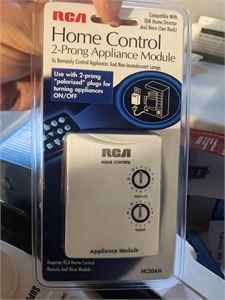 RCA
Compatible With
IBM Home Director
And More (See Back)
Home Control
2-Prong Appliance Module
To Remotely Control Appliances And Non-Incandescent Lamps
Use with 2-prong
"polarized" plugs for
turning appliances
ON/OFF
RCA
HOME CONTROL
HOUSE
Appliance Module
Requires RCA Home Control
Remote And Base Module
HC20AM